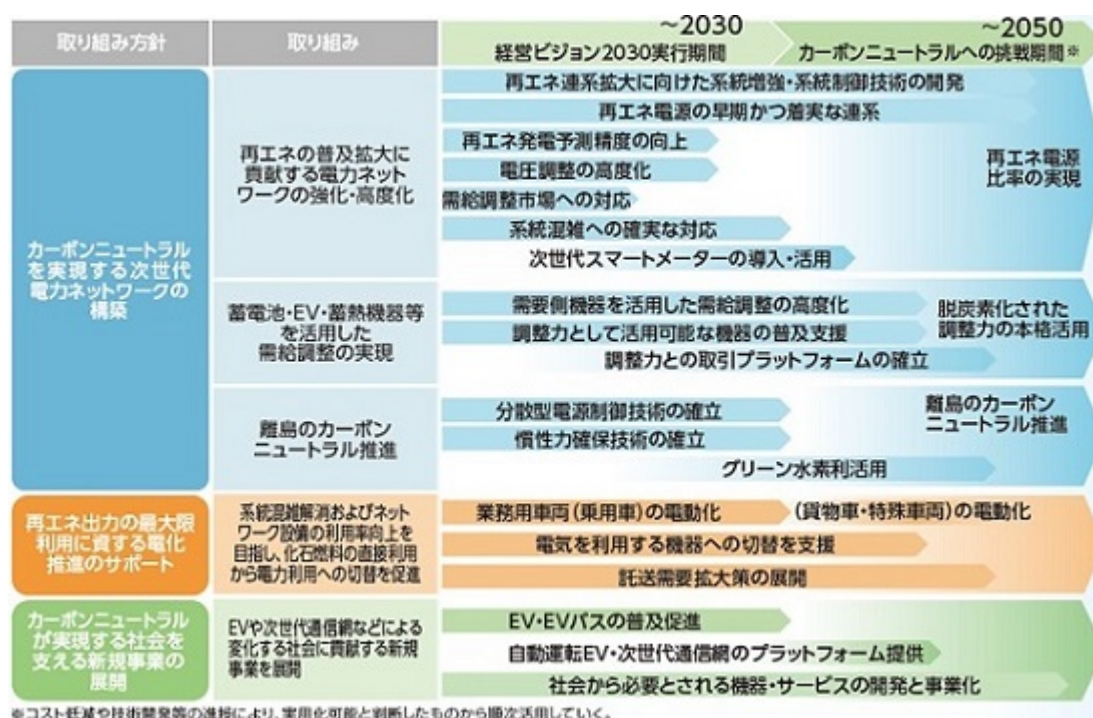 取り組み方針
取り組み
～2030
経営ビジョン2030実行期間
～2050
カーボンニュートラルへの挑戦期間※
カーボンニュートラル
を実現する次世代
電力ネットワークの
構築
再エネの普及拡大に
貢献する電力ネット
ワークの強化・高度化
再エネ連系拡大に向けた系統増強・系統制御技術の開発
再エネ電源の早期かつ着実な連系
再エネ発電予測精度の向上
電圧調整の高度化
需給調整市場への対応
系統混雑への確実な対応
次世代スマートメーターの導入・活用
再エネ電源
比率の実現
蓄電池・EV・蓄熱機器等
を活用した
需給調整の実現
需要側機器を活用した需給調整の高度化
調整力として活用可能な機器の普及支援
調整力との取引プラットフォームの確立
脱炭素化された
調整力の本格活用
離島のカーボン
ニュートラル推進
分散型電源制御技術の確立
慣性力確保技術の確立
グリーン水素利活用
離島のカーボン
ニュートラル推進
再エネ出力の最大限
利用に資する電化
推進のサポート
系統混雑解消およびネット
ワーク設備の利用率向上を
目指し、化石燃料の直接利用
から電力利用への切替を促進
業務用車両(乗用車)の電動化
(貨物車・特殊車両)の電動化
電気を利用する機器への切替を支援
託送需要拡大策の展開
カーボンニュートラル
が実現する社会を
支える新規事業の
展開
EVや次世代通信網などによる
変化する社会に貢献する新規
事業を展開
EV・EVバスの普及促進
自動運転EV・次世代通信網のプラットフォーム提供
社会から必要とされる機器・サービスの開発と事業化
※コスト低減や技術開発等の進捗により、実用化可能と判断したものから順次活用していく。